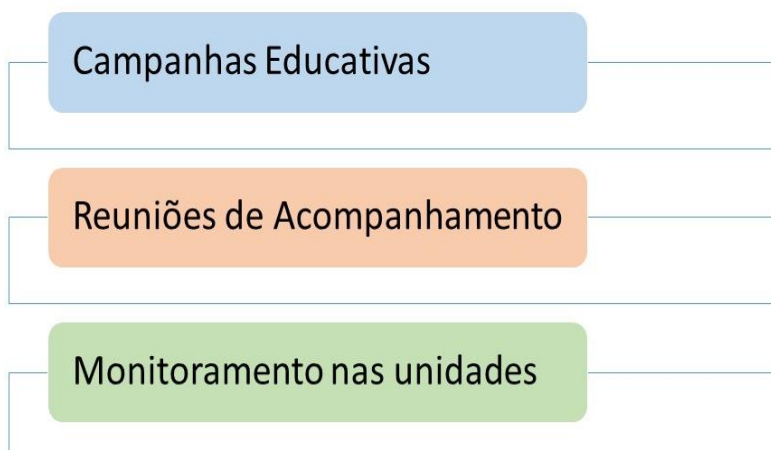 Campanhas Educativas
Reuniões de Acompanhamento
Monitoramento nas unidades